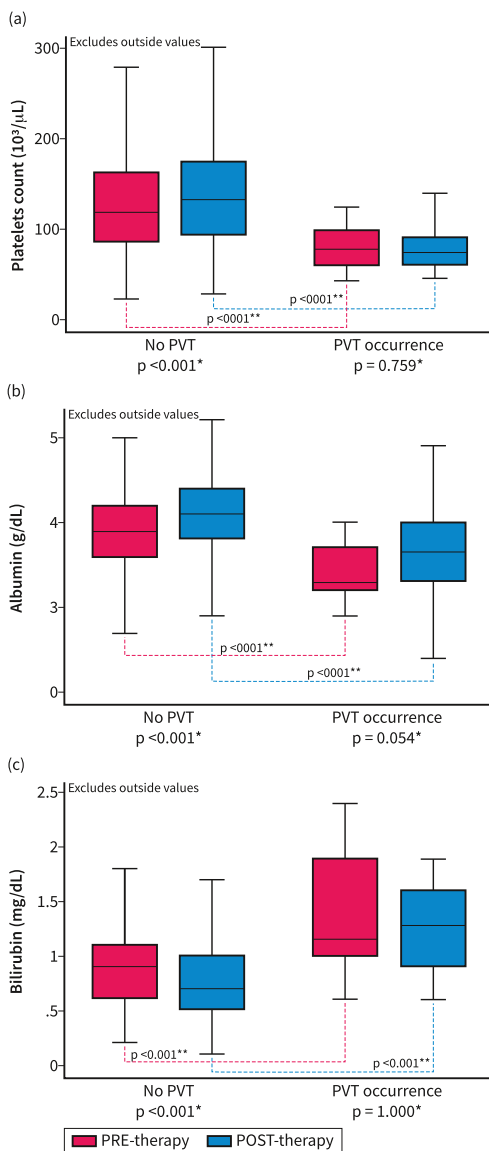 (a)
Excludes outside values
Platelets count (10³/μL)
300
200
100
0
p <0001**
p <0001**
No PVT
PVT occurrence
p <0.001*
p = 0.759*
(b)
Excludes outside values
Albumin (g/dL)
5
4
3
0
p <0001**
p <0001**
No PVT
PVT occurrence
p <0.001*
p = 0.054*
(c)
Excludes outside values
Bilirubin (mg/dL)
2.5
2
1.5
1
.5
0
p <0.001**
p <0.001**
No PVT
PVT occurrence
p <0.001*
p = 1.000*
PRE-therapy
POST-therapy